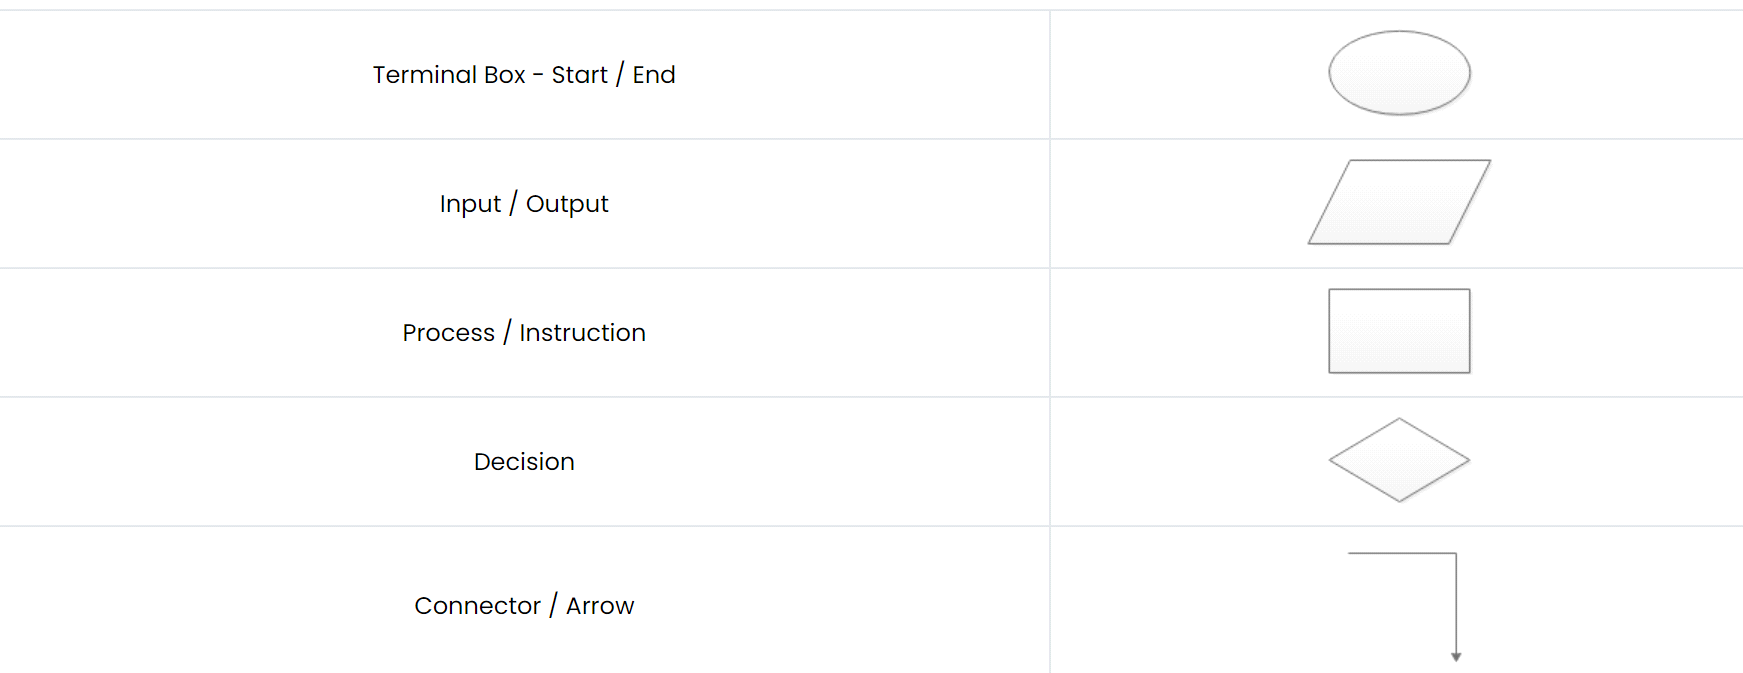 Terminal Box - Start / End
Input / Output
Process / Instruction
Decision
Connector / Arrow